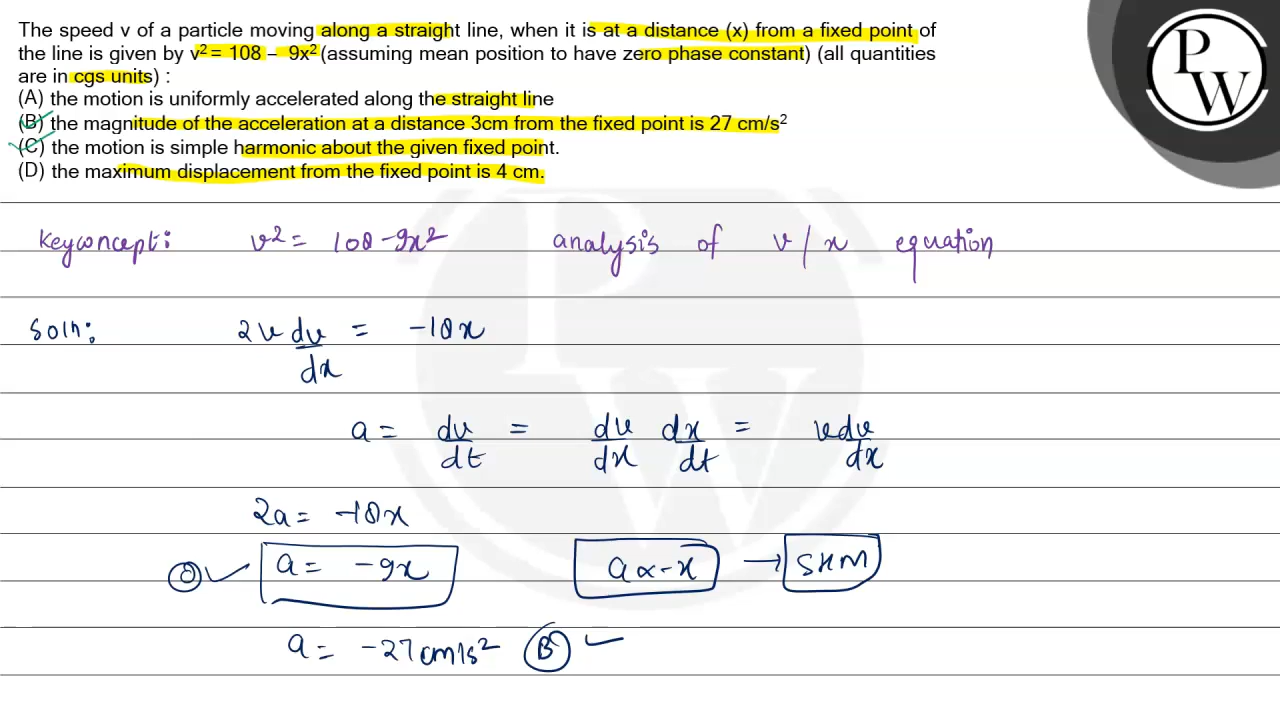 The speed v of a particle moving along a straight line, when it is at a distance (x) from a fixed point of
the line is given by v² = 108 – 9x² (assuming mean position to have zero phase constant) (all quantities
are in cgs units) :
(A) the motion is uniformly accelerated along the straight line
(B) the magnitude of the acceleration at a distance 3cm from the fixed point is 27 cm/s²
(C) the motion is simple harmonic about the given fixed point.
(D) the maximum displacement from the fixed point is 4 cm.
P
W
Keyconcept: v² = 108 -9x² analysis of v/x equation
Soln: 2v dv/dx = -18x
a = dv/dt = dv/dx dx/dt = vdv/dx
2a = -18x
a = -9x a ∝ -x → SHM
a = -27cm/s² (B)